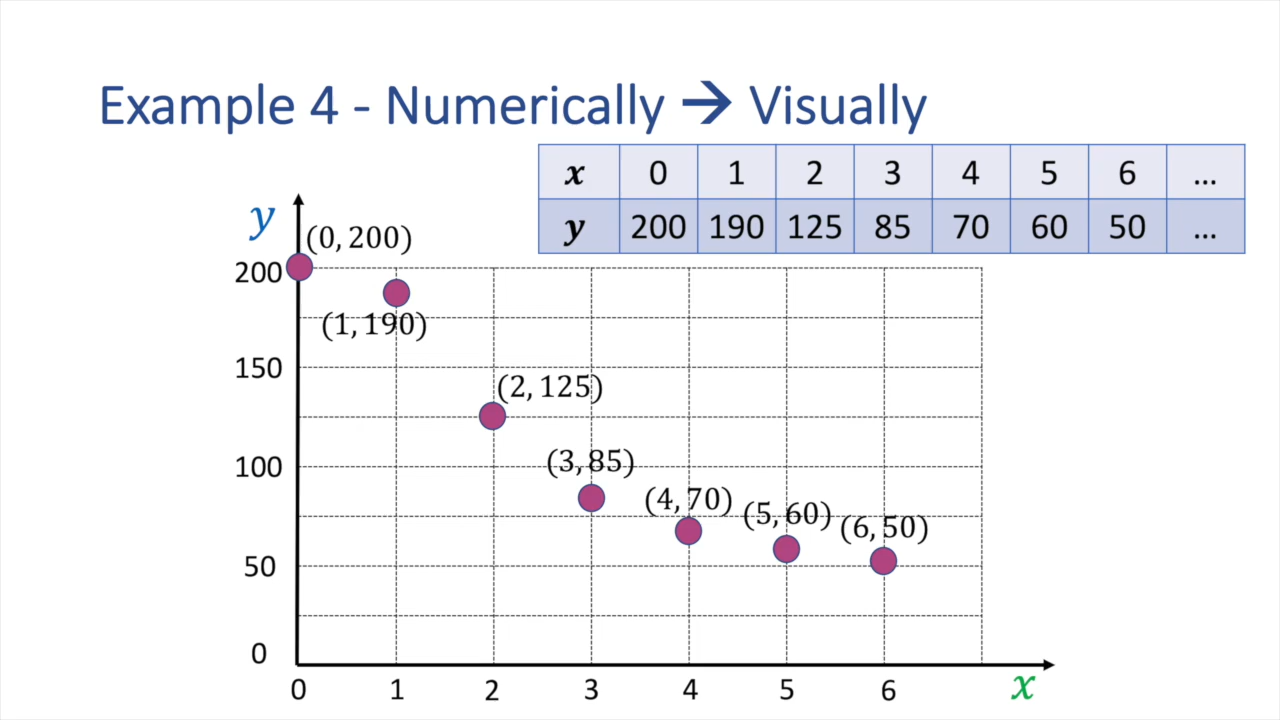 Example 4 - Numerically → Visually
x 0 1 2 3 4 5 6 ...
y 200 190 125 85 70 60 50 ...
y
(0, 200)
200
(1, 190)
150
(2, 125)
100
(3, 85)
(4, 70)
(5, 60)
(6, 50)
50
0
0 1 2 3 4 5 6 x